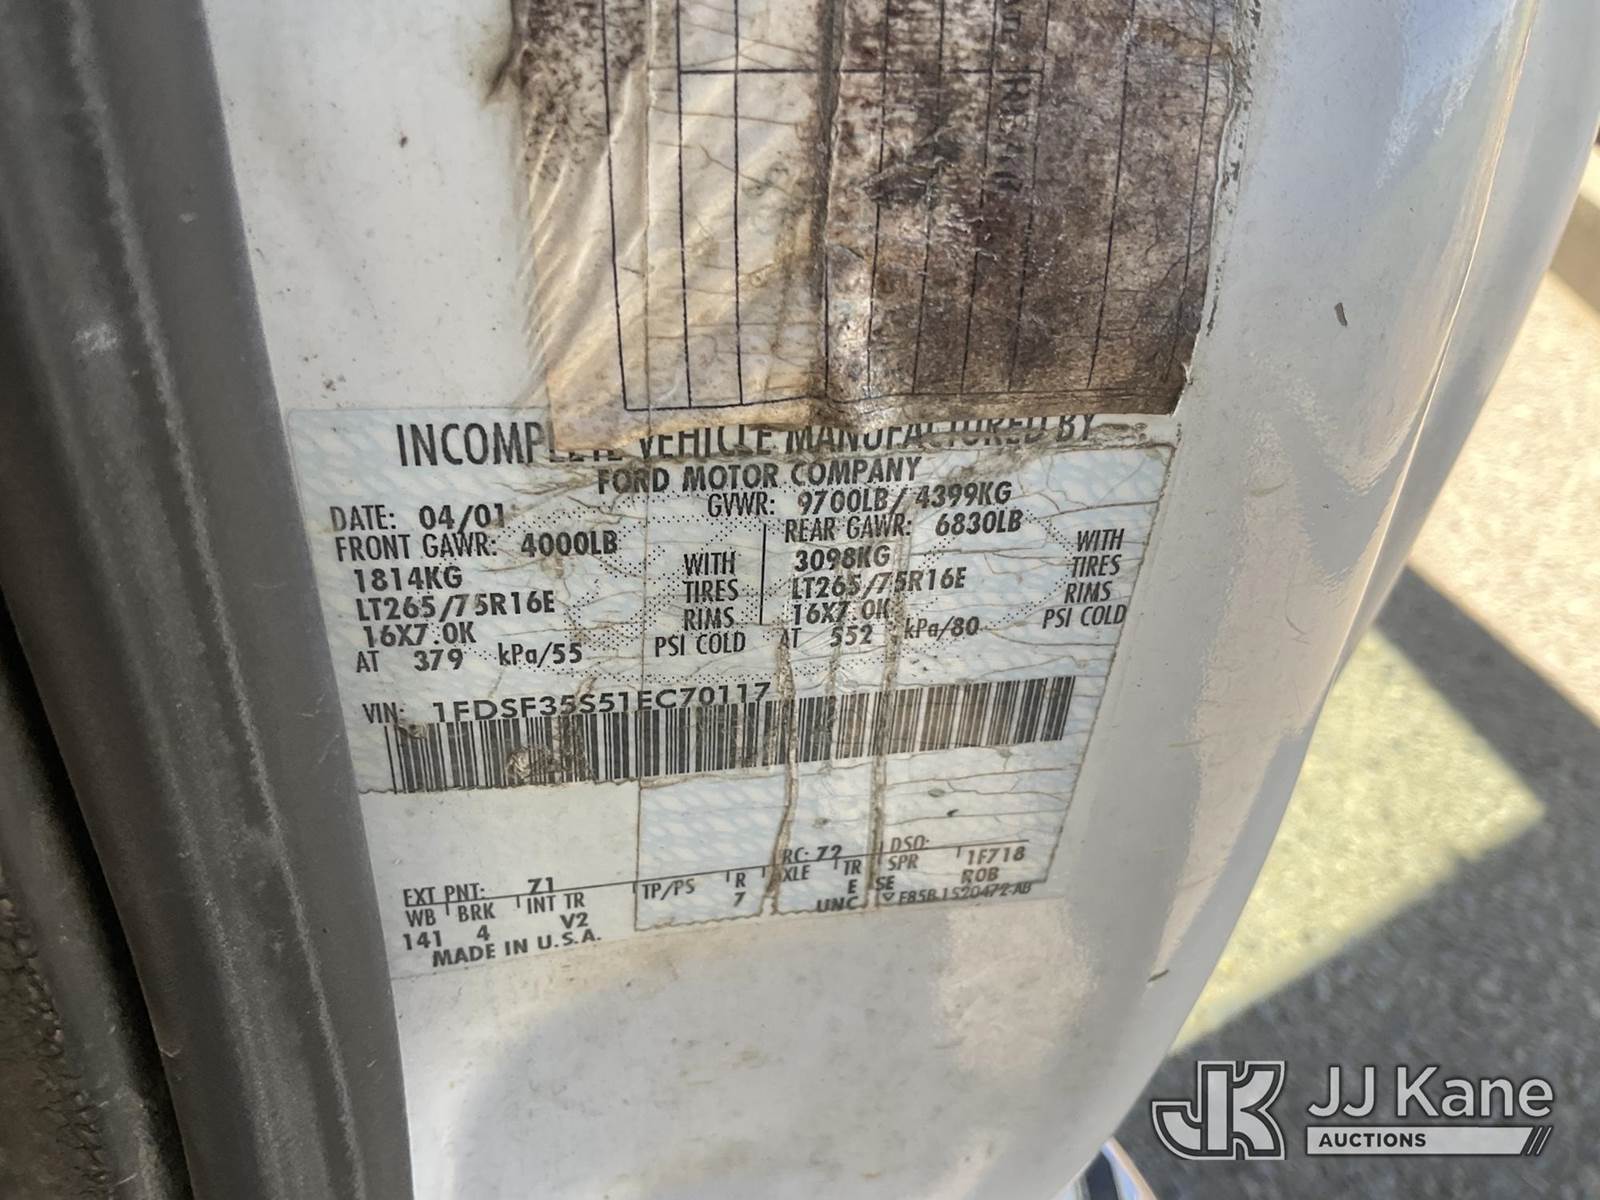 INCOMPLETE VEHICLE MANUFACTURED BY
FORD MOTOR COMPANY
DATE: 04/01 GVWR: 9700LB/ 4399KG
FRONT GAWR: 4000LB REAR GAWR: 6830LB
1814KG WITH 3098KG WITH
LT265/75R16E TIRES LT265/75R16E TIRES
16X7.0K RIMS 16X7.0K RIMS
AT 379 kPa/55 PSI COLD AT 552 kPa/80 PSI COLD
VIN: 1FDSF35S51EC70117
EXT PNT: Z1 RC: 72 DSO:
WB BRK INT TR TP/PS R AXLE TR SPR 1F718
141 4 V2 7 E SE R0B
MADE IN U.S.A. UNC F85B 1520472 AB
JK JJ Kane
AUCTIONS